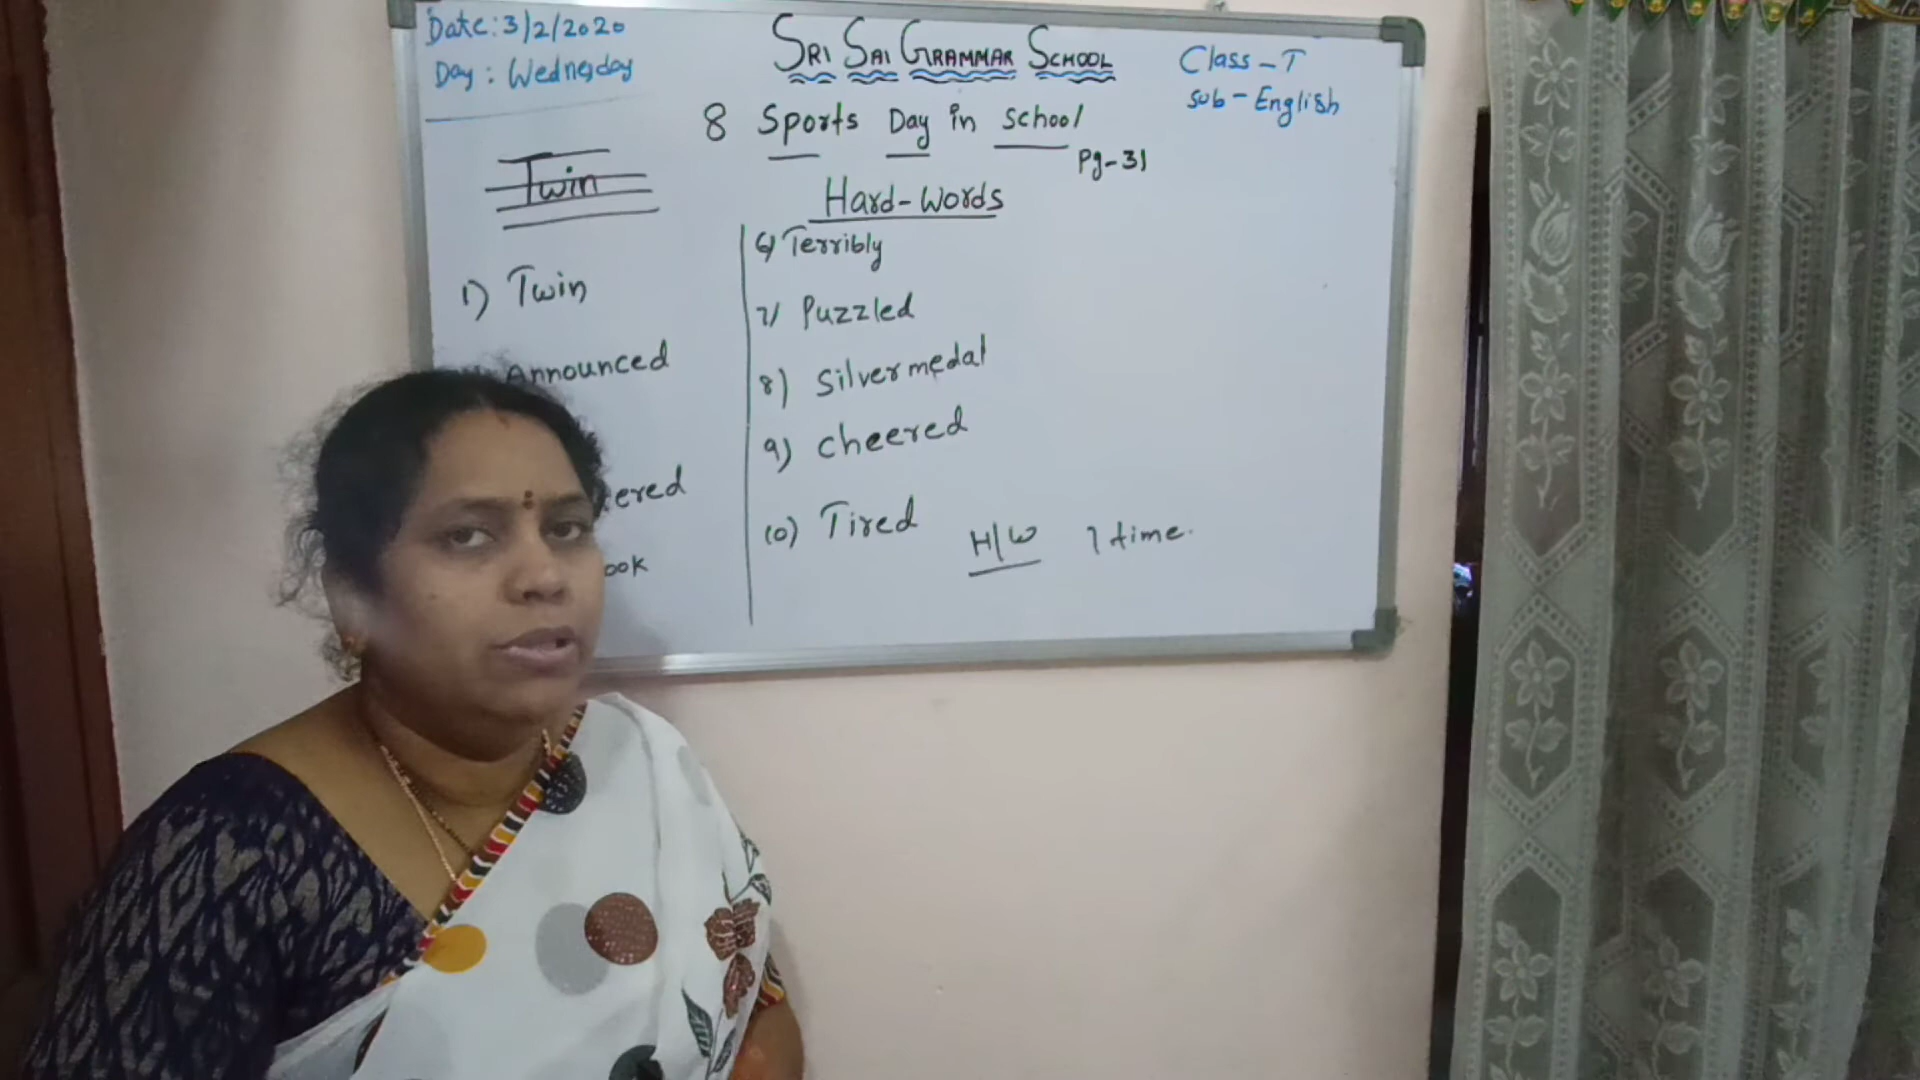 Date: 3/2/2020
Day: Wednesday
SRI SAI GRAMMAR SCHOOL
Class - I
Sub - English
8 Sports Day in School
Pg-31
Twin
Hard-Words
1) Twin
Announced
ered
ook
6) Terribly
7) Puzzled
8) Silvermedal
9) Cheered
10) Tired
H/W 1 time.